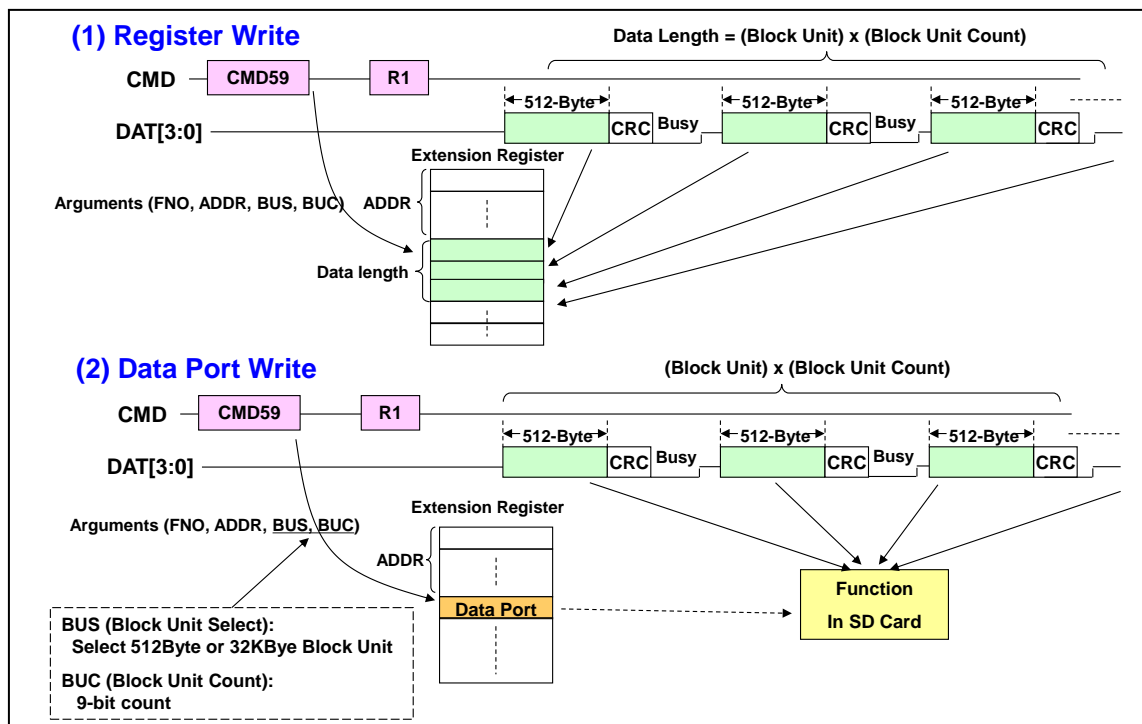 (1) Register Write
Data Length = (Block Unit) x (Block Unit Count)
CMD
CMD59
R1
512-Byte
512-Byte
512-Byte
DAT[3:0]
CRC
Busy
CRC
Busy
CRC
Extension Register
Arguments (FNO, ADDR, BUS, BUC)
ADDR
Data length
(2) Data Port Write
(Block Unit) x (Block Unit Count)
CMD
CMD59
R1
512-Byte
512-Byte
512-Byte
DAT[3:0]
CRC
Busy
CRC
Busy
CRC
Extension Register
Arguments (FNO, ADDR, BUS, BUC)
ADDR
Data Port
Function
In SD Card
BUS (Block Unit Select):
Select 512Byte or 32KBye Block Unit
BUC (Block Unit Count):
9-bit count